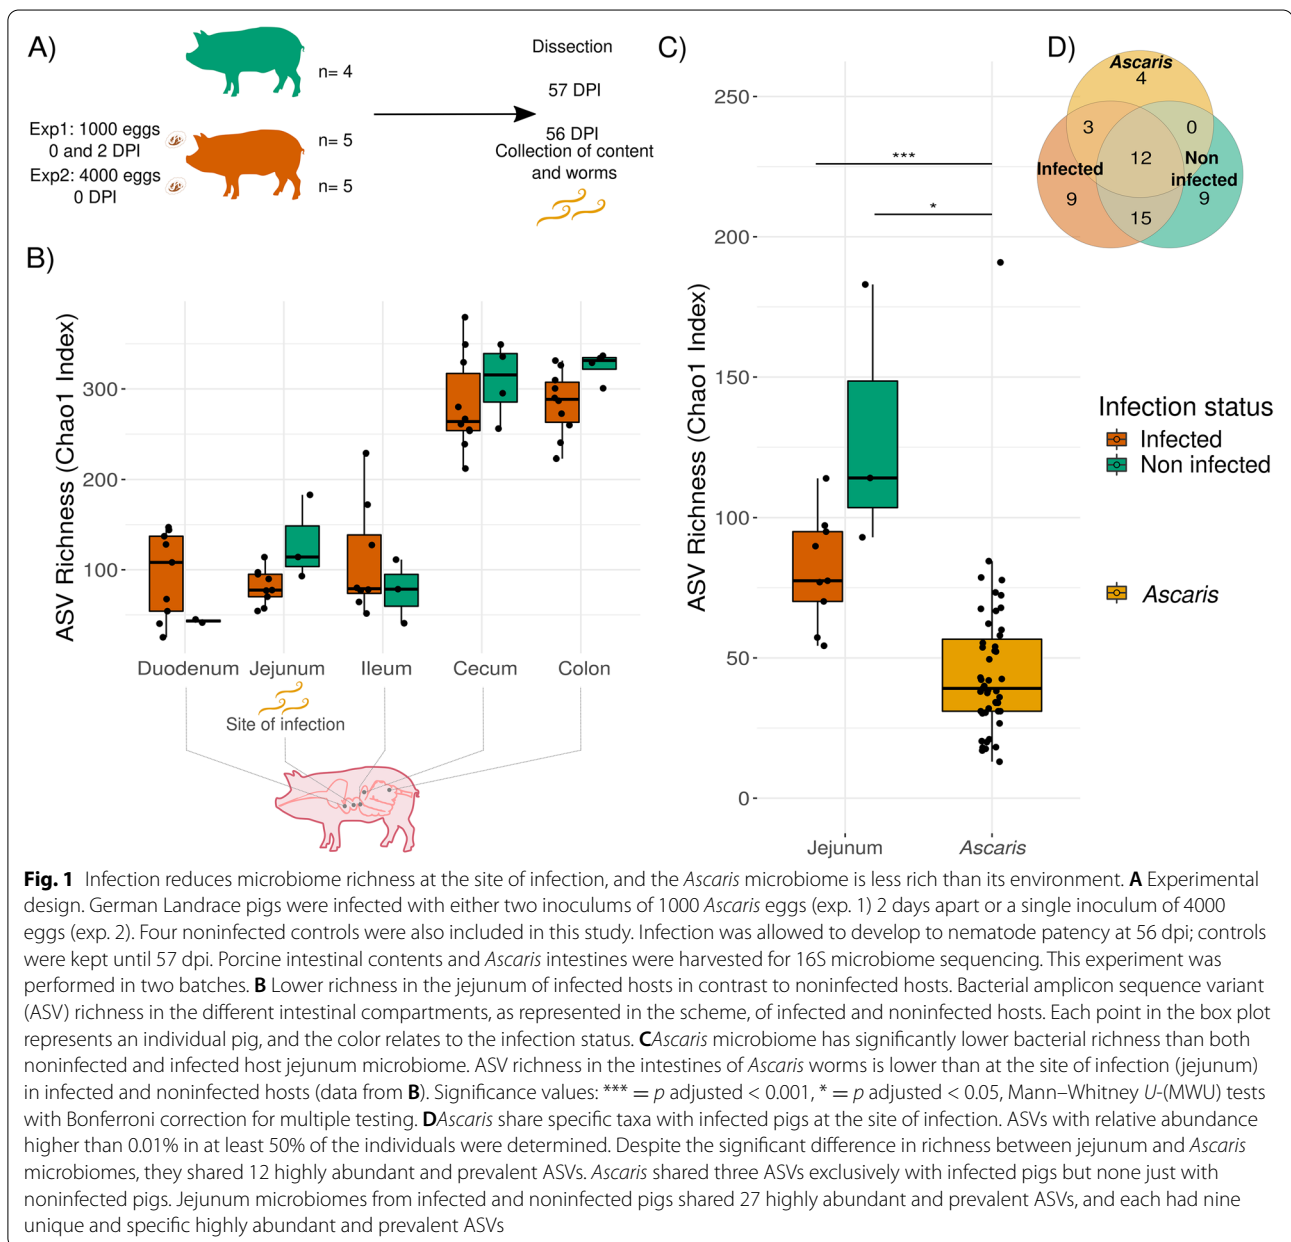 A)
n= 4
Exp1: 1000 eggs
0 and 2 DPI
n= 5
Exp2: 4000 eggs
0 DPI
n= 5
Dissection
57 DPI
56 DPI
Collection of content
and worms
B)
ASV Richness (Chao1 Index)
300
200
100
Duodenum Jejunum Ileum Cecum Colon
Site of infection
C)
ASV Richness (Chao1 Index)
250
200
150
100
50
0
***
*
Jejunum Ascaris
D)
Ascaris
4
3 0
12
Infected Non
infected
9 9
15
Infection status
Infected
Non infected
Ascaris
Fig. 1 Infection reduces microbiome richness at the site of infection, and the Ascaris microbiome is less rich than its environment. A Experimental
design. German Landrace pigs were infected with either two inoculums of 1000 Ascaris eggs (exp. 1) 2 days apart or a single inoculum of 4000
eggs (exp. 2). Four noninfected controls were also included in this study. Infection was allowed to develop to nematode patency at 56 dpi; controls
were kept until 57 dpi. Porcine intestinal contents and Ascaris intestines were harvested for 16S microbiome sequencing. This experiment was
performed in two batches. B Lower richness in the jejunum of infected hosts in contrast to noninfected hosts. Bacterial amplicon sequence variant
(ASV) richness in the different intestinal compartments, as represented in the scheme, of infected and noninfected hosts. Each point in the box plot
represents an individual pig, and the color relates to the infection status. CAscaris microbiome has significantly lower bacterial richness than both
noninfected and infected host jejunum microbiome. ASV richness in the intestines of Ascaris worms is lower than at the site of infection (jejunum)
in infected and noninfected hosts (data from B). Significance values: *** = p adjusted < 0.001, * = p adjusted < 0.05, Mann–Whitney U-(MWU) tests
with Bonferroni correction for multiple testing. DAscaris share specific taxa with infected pigs at the site of infection. ASVs with relative abundance
higher than 0.01% in at least 50% of the individuals were determined. Despite the significant difference in richness between jejunum and Ascaris
microbiomes, they shared 12 highly abundant and prevalent ASVs. Ascaris shared three ASVs exclusively with infected pigs but none just with
noninfected pigs. Jejunum microbiomes from infected and noninfected pigs shared 27 highly abundant and prevalent ASVs, and each had nine
unique and specific highly abundant and prevalent ASVs